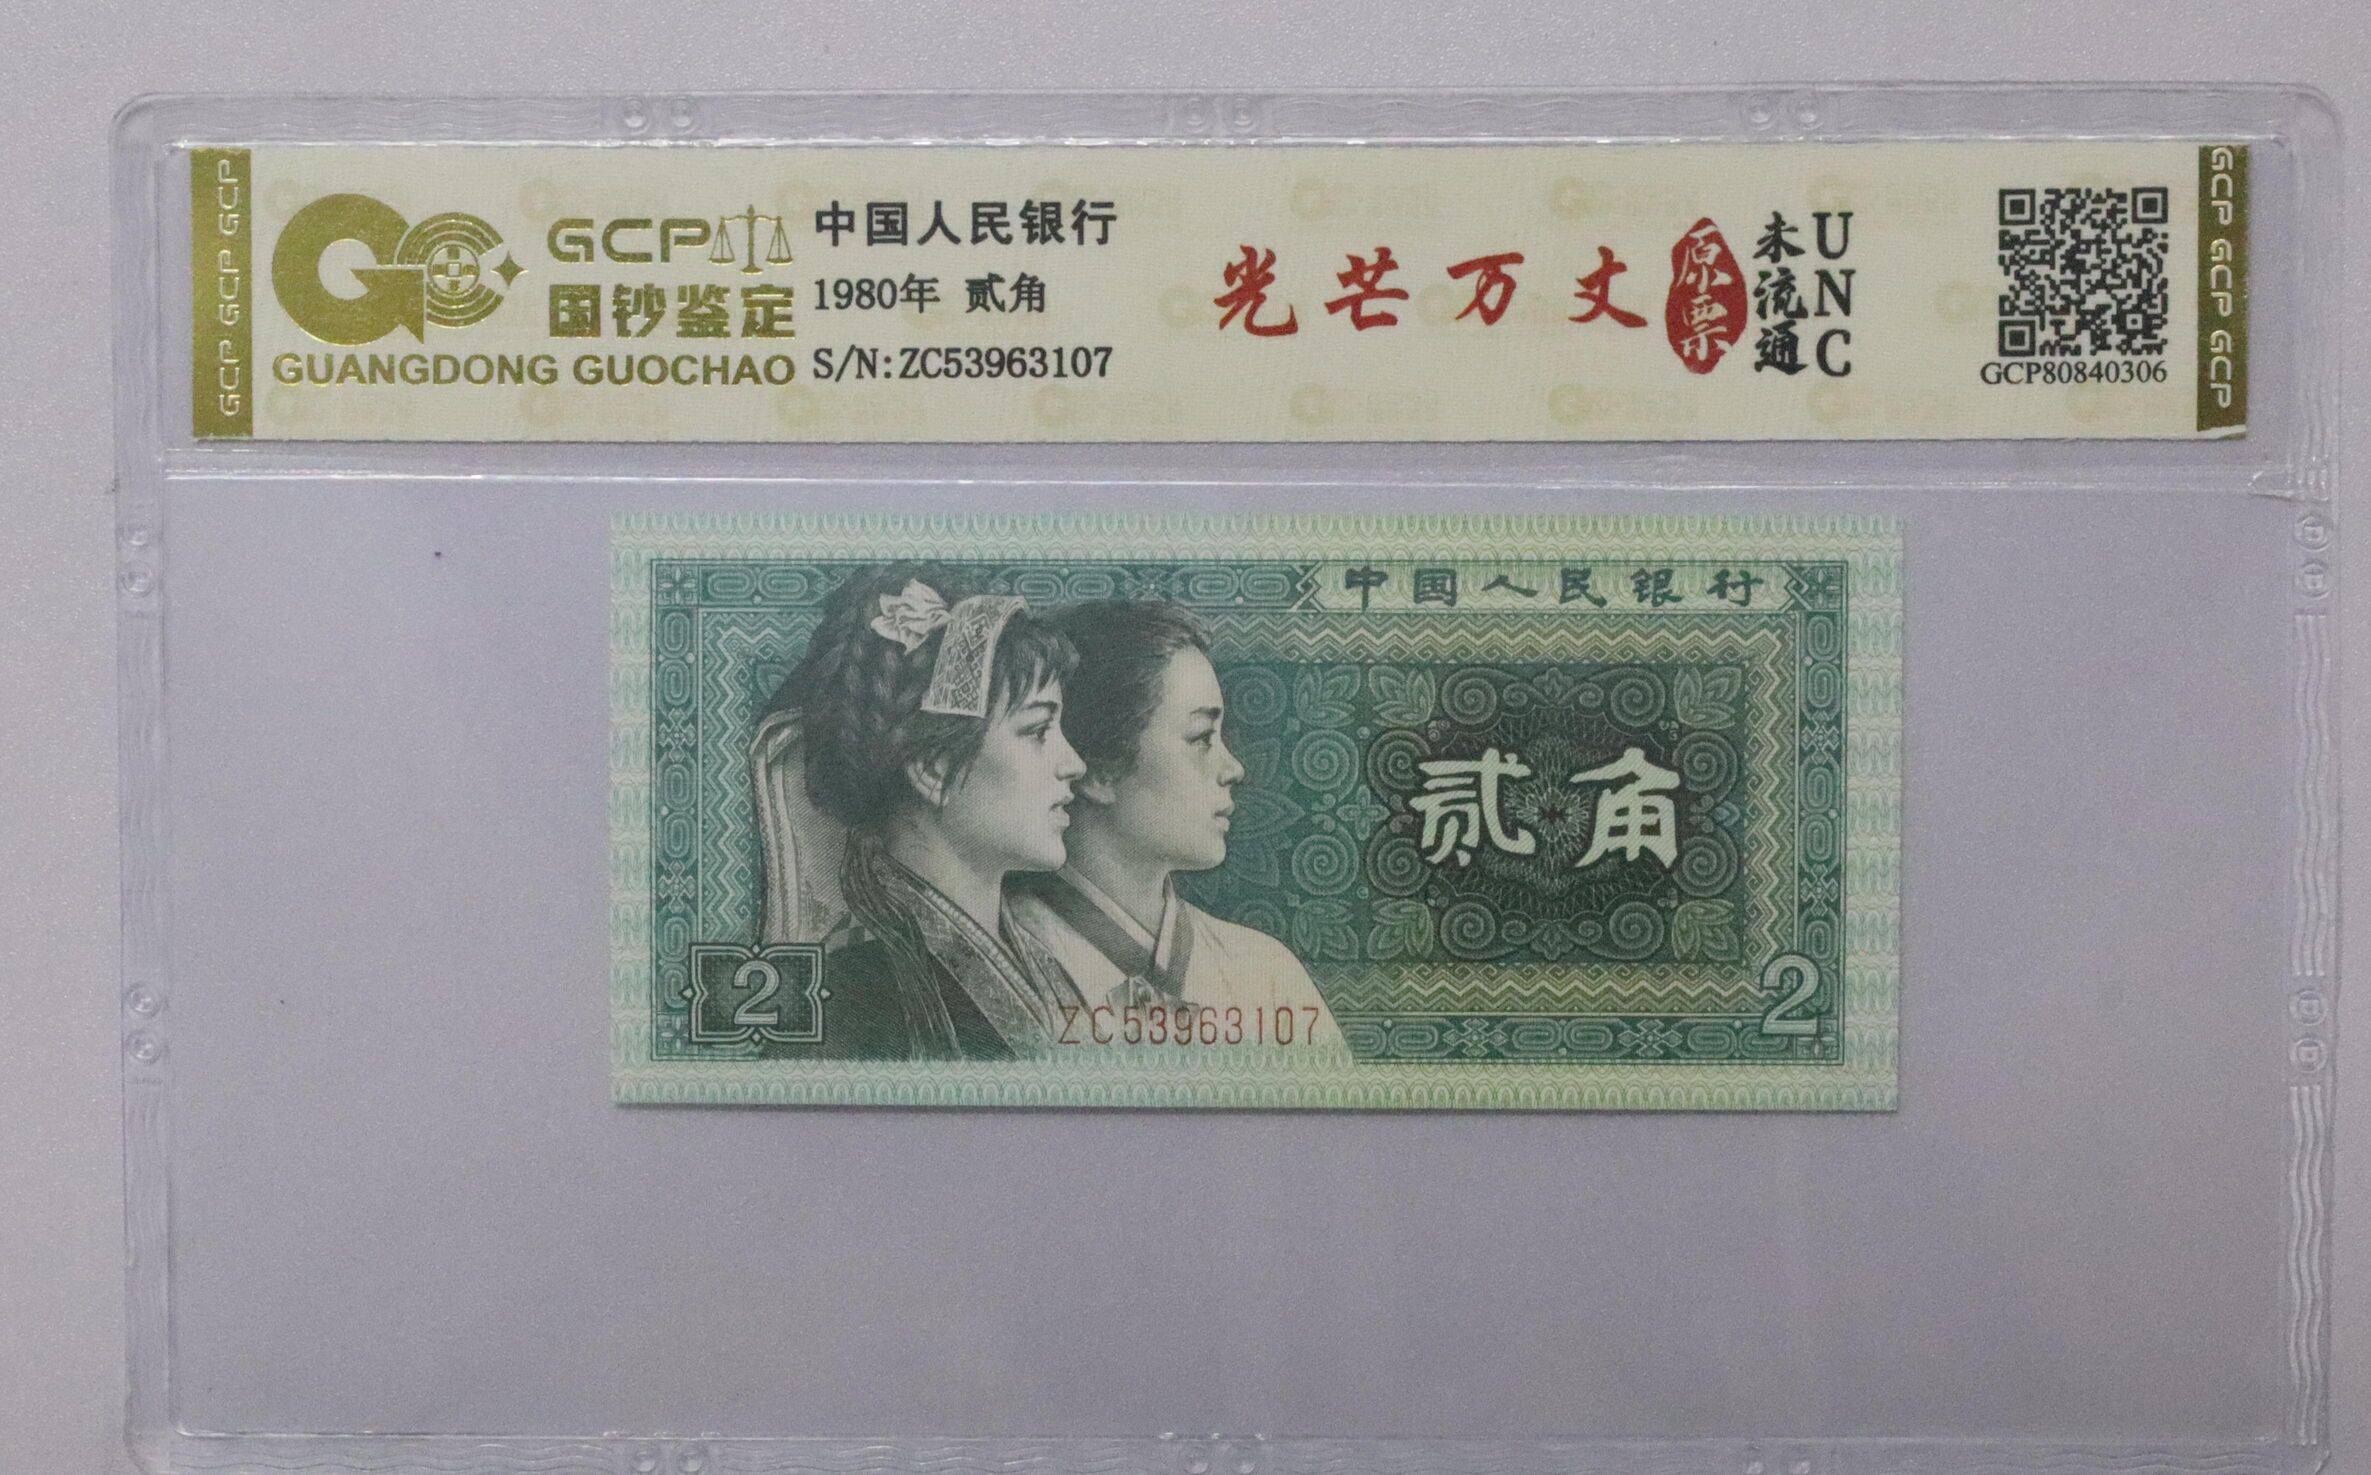 GCP GCP GCP
GCP
国钞鉴定
GUANGDONG GUOCHAO
中国人民银行
1980年 贰角
S/N:ZC53963107
光芒万丈
原票
未流通
UNC
GCP80840306
GCP GCP GCP
中国人民银行
贰角
2
ZC53963107
2